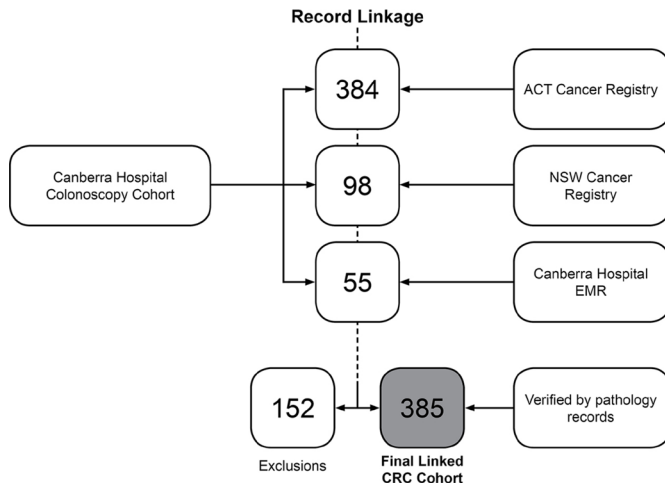 Record Linkage
384
ACT Cancer Registry
Canberra Hospital
Colonoscopy Cohort
98
NSW Cancer
Registry
55
Canberra Hospital
EMR
152
385
Verified by pathology
records
Exclusions
Final Linked
CRC Cohort